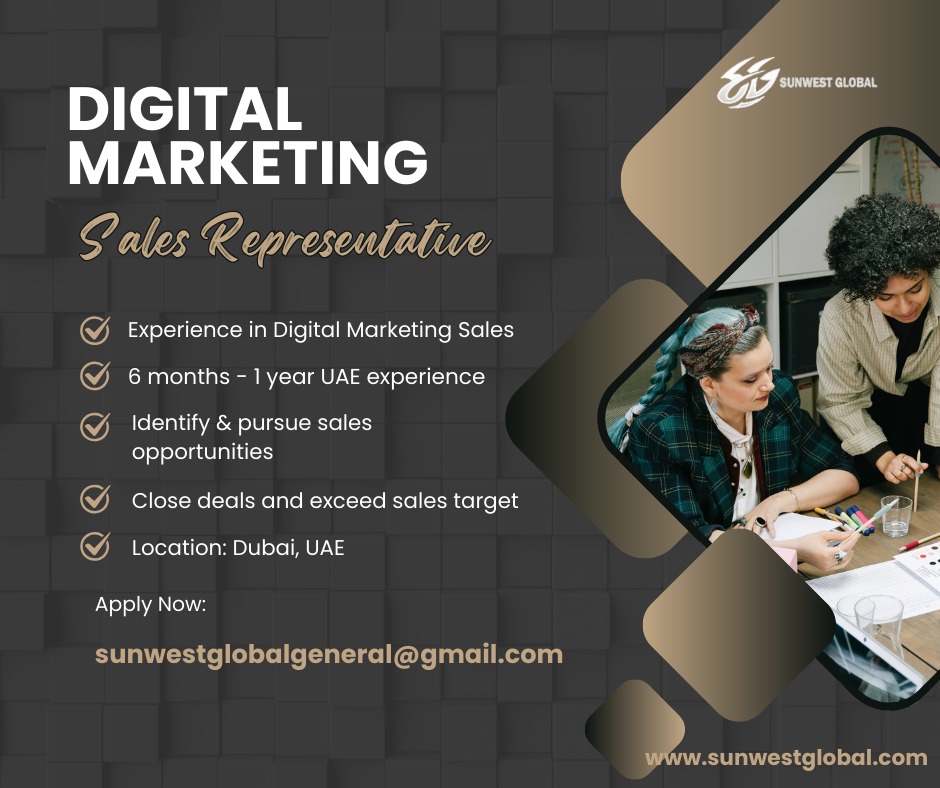 SUNWEST GLOBAL
DIGITAL
MARKETING
Sales Representative
Experience in Digital Marketing Sales
6 months - 1 year UAE experience
Identify & pursue sales
opportunities
Close deals and exceed sales target
Location: Dubai, UAE
Apply Now:
sunwestglobalgeneral@gmail.com
www.sunwestglobal.com